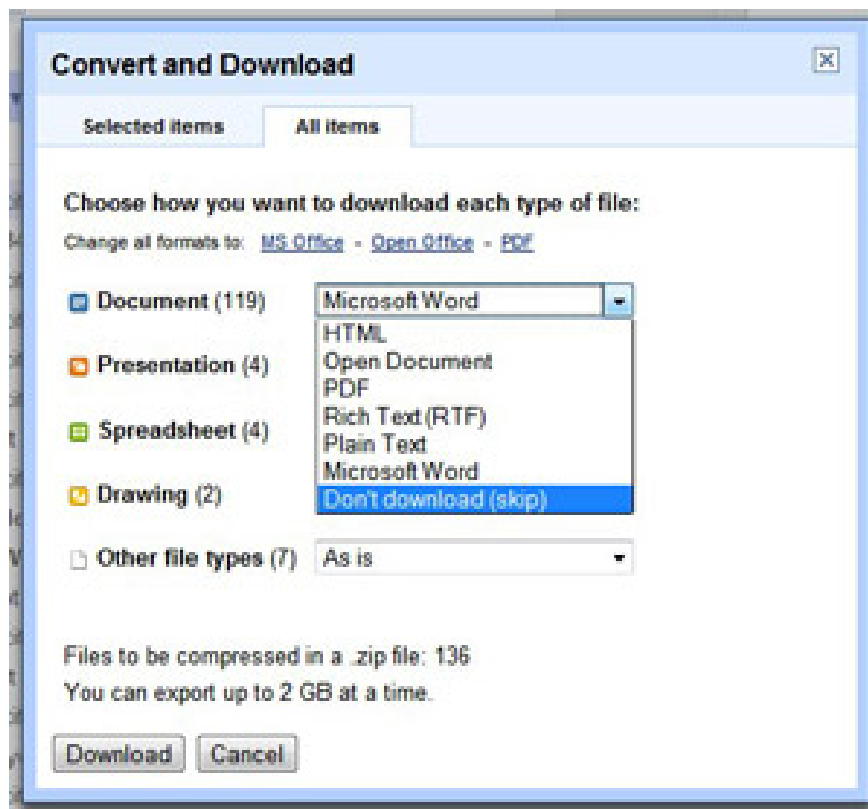 Convert and Download
Selected items All items
Choose how you want to download each type of file:
Change all formats to: MS Office - Open Office - PDF
Document (119) Microsoft Word
HTML
Open Document
Presentation (4)
PDF
Rich Text (RTF)
Spreadsheet (4)
Plain Text
Microsoft Word
Drawing (2) Don't download (skip)
Other file types (7) As is
Files to be compressed in a .zip file: 136
You can export up to 2 GB at a time.
Download Cancel